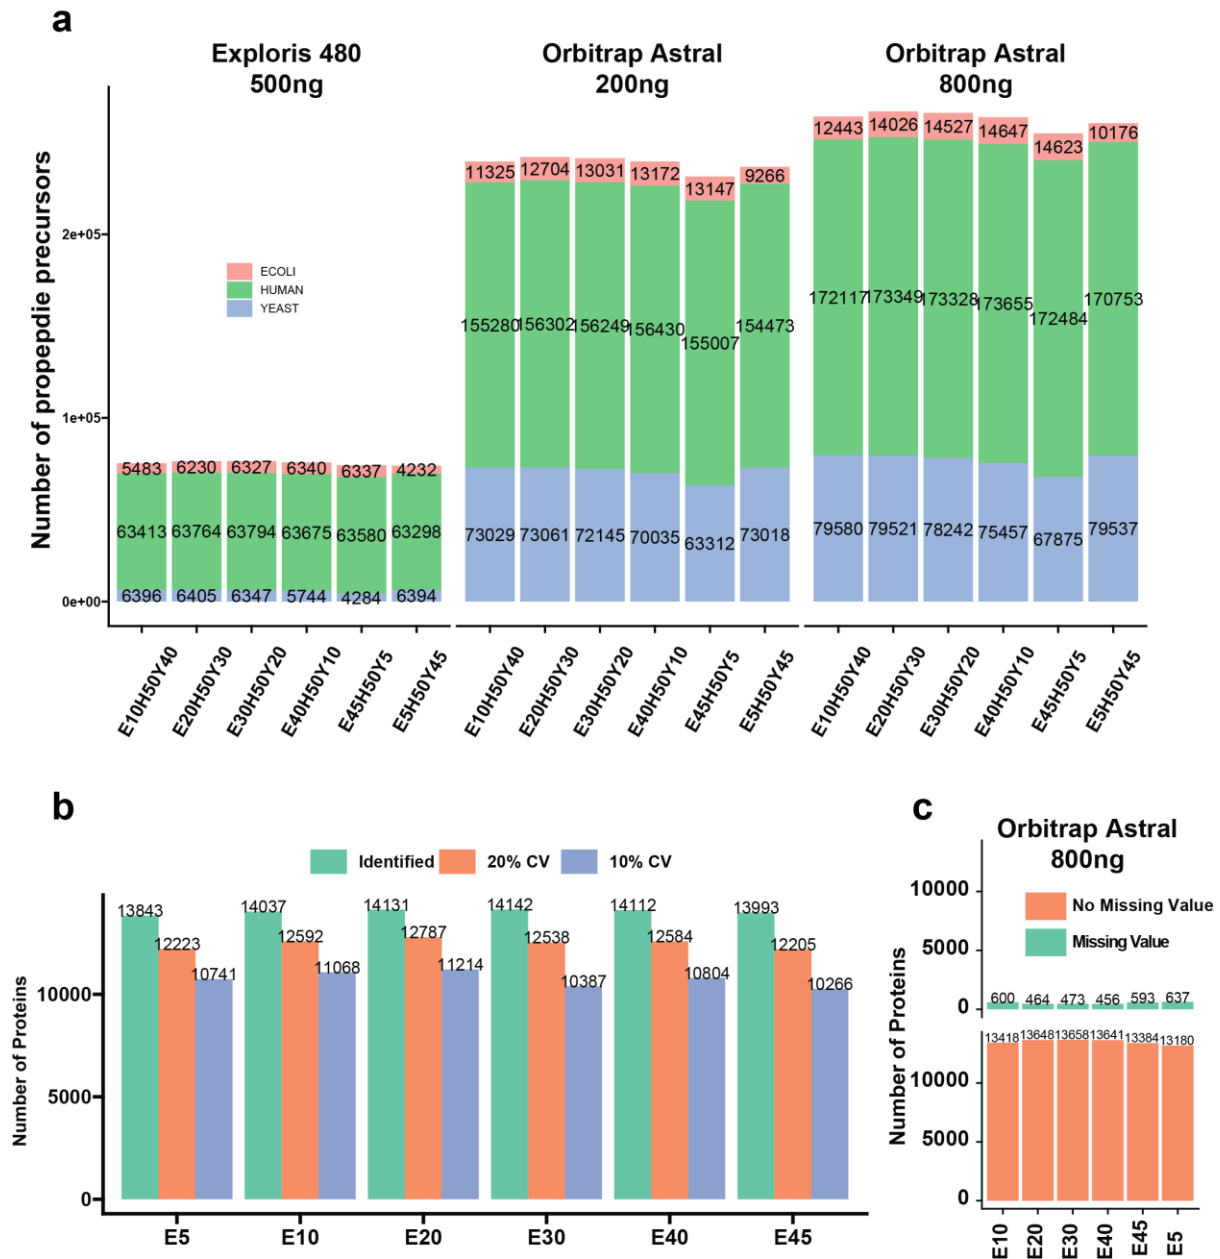 a
Exploris 480
500ng
Orbitrap Astral
200ng
Orbitrap Astral
800ng
Number of propepdie precursors
2e+05
1e+05
0e+00
ECOLI
HUMAN
YEAST
5483 6230 6327 6340 6337 4232
63413 63764 63794 63675 63580 63298
6396 6405 6347 5744 4284 6394
11325 12704 13031 13172 13147 9266
155280 156302 156249 156430 155007 154473
73029 73061 72145 70035 63312 73018
12443 14026 14527 14647 14623 10176
172117 173349 173328 173655 172484 170753
79580 79521 78242 75457 67875 79537
E10H50Y40 E20H50Y30 E30H50Y20 E40H50Y10 E45H50Y5 E5H50Y45
E10H50Y40 E20H50Y30 E30H50Y20 E40H50Y10 E45H50Y5 E5H50Y45
E10H50Y40 E20H50Y30 E30H50Y20 E40H50Y10 E45H50Y5 E5H50Y45
b
Identified 20% CV 10% CV
Number of Proteins
10000
5000
0
13843 12223 10741
14037 12592 11068
14131 12787 11214
14142 12538 10387
14112 12584 10804
13993 12205 10266
E5 E10 E20 E30 E40 E45
c
Orbitrap Astral
800ng
No Missing Value
Missing Value
Number of Proteins
10000
5000
0
600 464 473 456 593 637
13418 13648 13658 13641 13384 13180
10000
5000
0
E10 E20 E30 E40 E45 E5